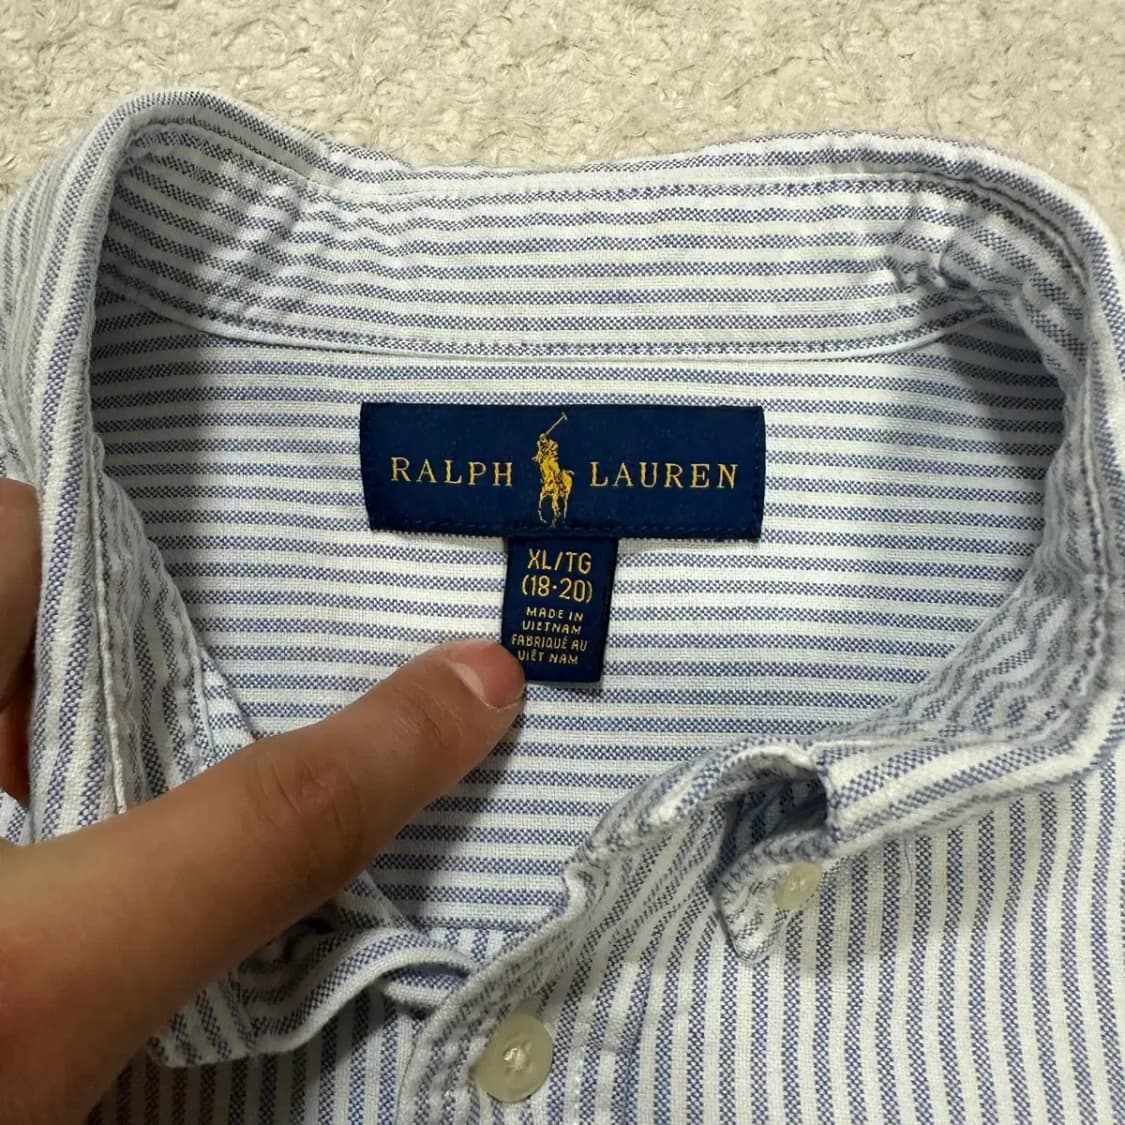 RALPH LAUREN
XL/TG
(18-20)
MADE IN
VIETNAM
FABRIQUÉ AU
VIÊT NAM